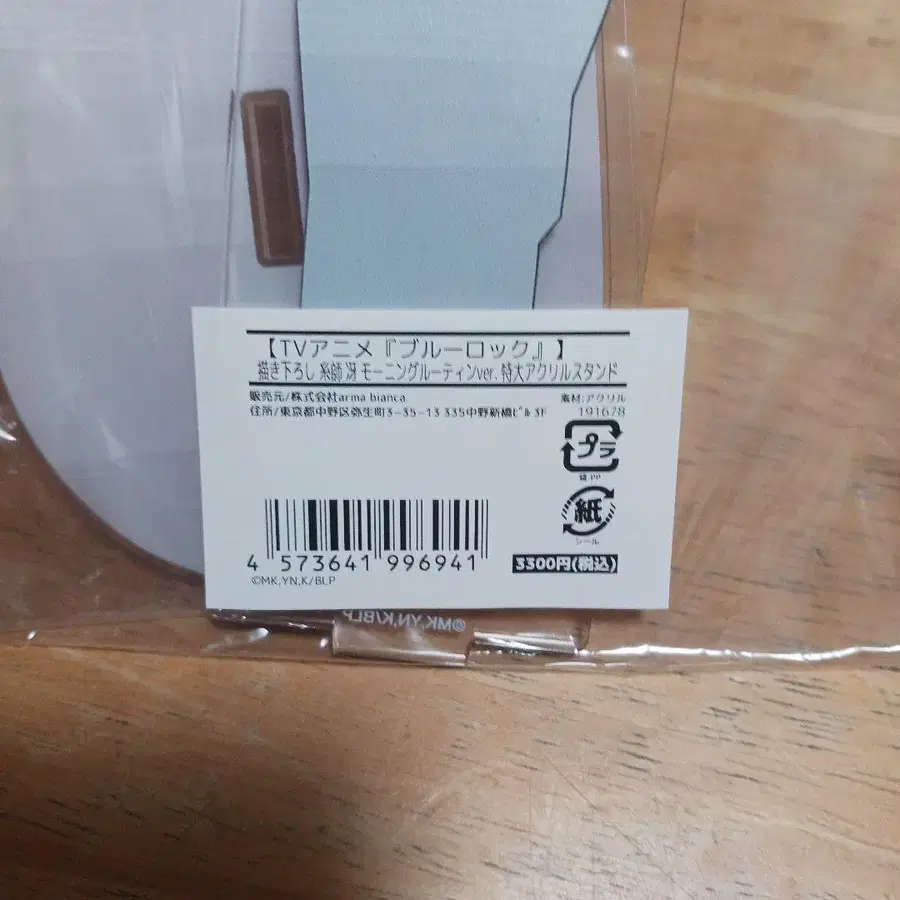 【TVアニメ『ブルーロック』】
描き下ろし 糸師 冴 モーニングルーティンver. 特大アクリルスタンド
販売元/株式会社arma bianca
素材:アクリル
住所/東京都中野区弥生町3-35-13 335中野新橋ﾋﾞﾙ 3F
191678
プラ
袋:PP
紙
シール
4 573641 996941
3300円(税込)
©MK,YN,K/BLP
©MK,YN,K/BLP